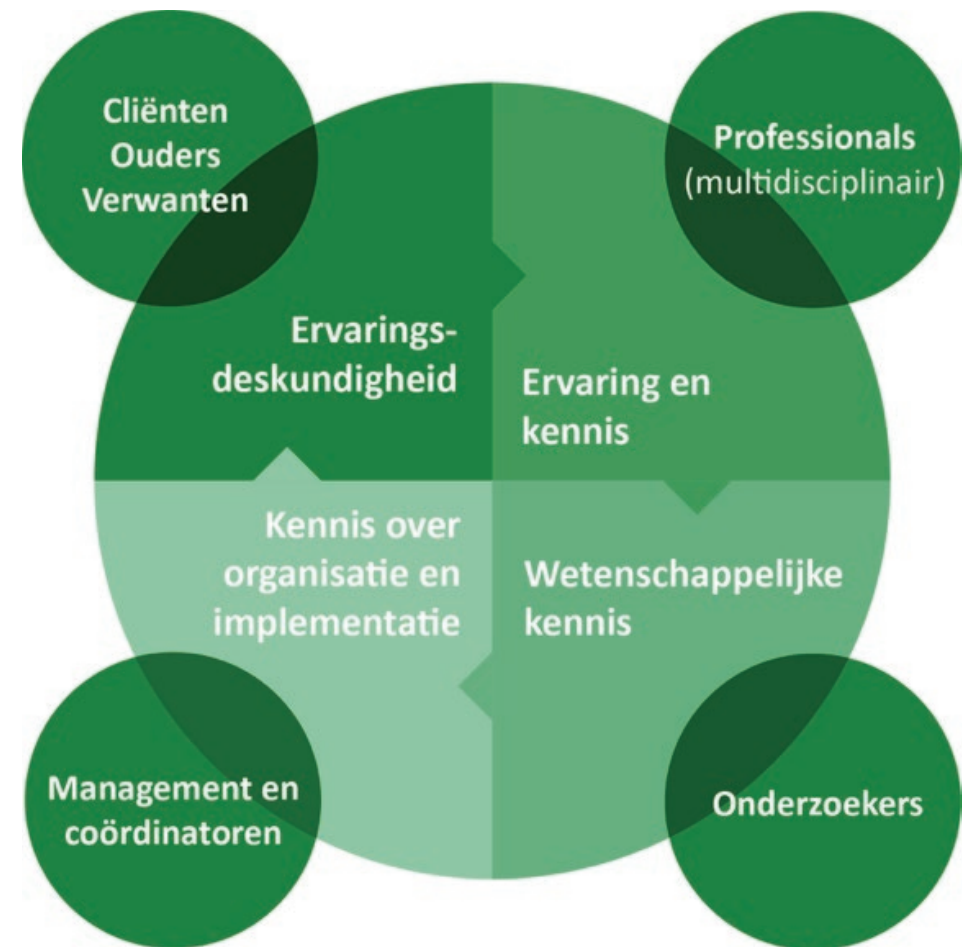 Cliënten
Ouders
Verwanten
Professionals
(multidisciplinair)
Ervarings-
deskundigheid
Ervaring en
kennis
Kennis over
organisatie en
implementatie
Wetenschappelijke
kennis
Management en
coördinatoren
Onderzoekers